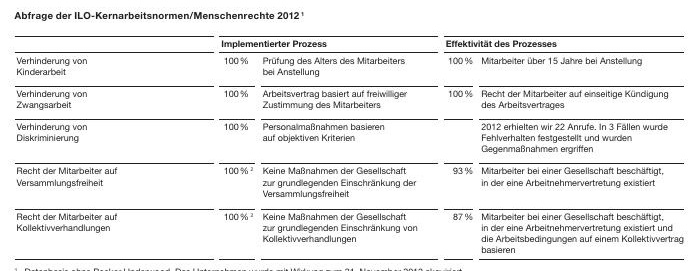 Abfrage der ILO-Kernarbeitsnormen/Menschenrechte 2012 ¹
Implementierter Prozess Effektivität des Prozesses
Verhinderung von 100 % Prüfung des Alters des Mitarbeiters 100 % Mitarbeiter über 15 Jahre bei Anstellung
Kinderarbeit bei Anstellung
Verhinderung von 100 % Arbeitsvertrag basiert auf freiwilliger 100 % Recht der Mitarbeiter auf einseitige Kündigung
Zwangsarbeit Zustimmung des Mitarbeiters des Arbeitsvertrages
Verhinderung von 100 % Personalmaßnahmen basieren 2012 erhielten wir 22 Anrufe. In 3 Fällen wurde
Diskriminierung auf objektiven Kriterien Fehlverhalten festgestellt und wurden
Gegenmaßnahmen ergriffen
Recht der Mitarbeiter auf 100 % ² Keine Maßnahmen der Gesellschaft 93 % Mitarbeiter bei einer Gesellschaft beschäftigt,
Versammlungsfreiheit zur grundlegenden Einschränkung der in der eine Arbeitnehmervertretung existiert
Versammlungsfreiheit
Recht der Mitarbeiter auf 100 % ² Keine Maßnahmen der Gesellschaft 87 % Mitarbeiter bei einer Gesellschaft beschäftigt,
Kollektivverhandlungen zur grundlegenden Einschränkung von in der eine Arbeitnehmervertretung existiert und
Kollektivverhandlungen die Arbeitsbedingungen auf einem Kollektivvertrag
basieren